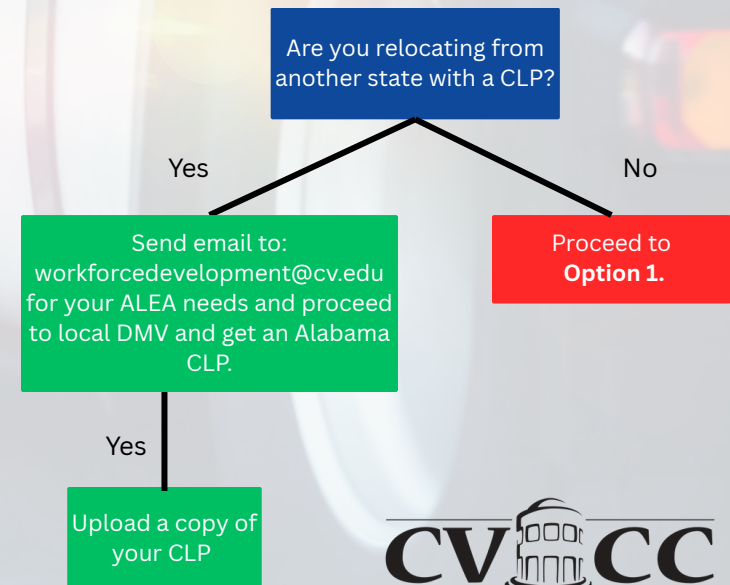 Are you relocating from
another state with a CLP?
Yes
No
Send email to:
workforcedevelopment@cv.edu
for your ALEA needs and proceed
to local DMV and get an Alabama
CLP.
Proceed to
Option 1.
Yes
Upload a copy of
your CLP
CV CC